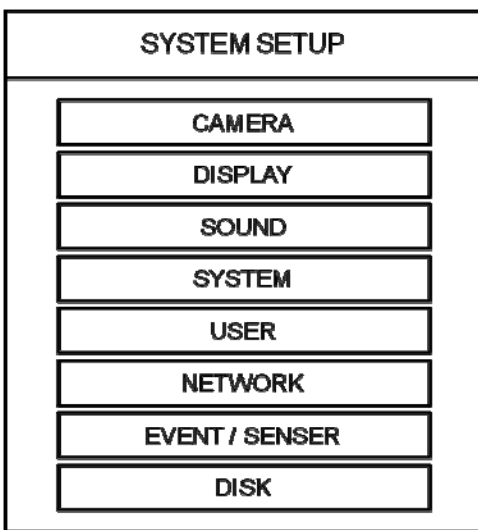 SYSTEM SETUP
CAMERA
DISPLAY
SOUND
SYSTEM
USER
NETWORK
EVENT / SENSER
DISK